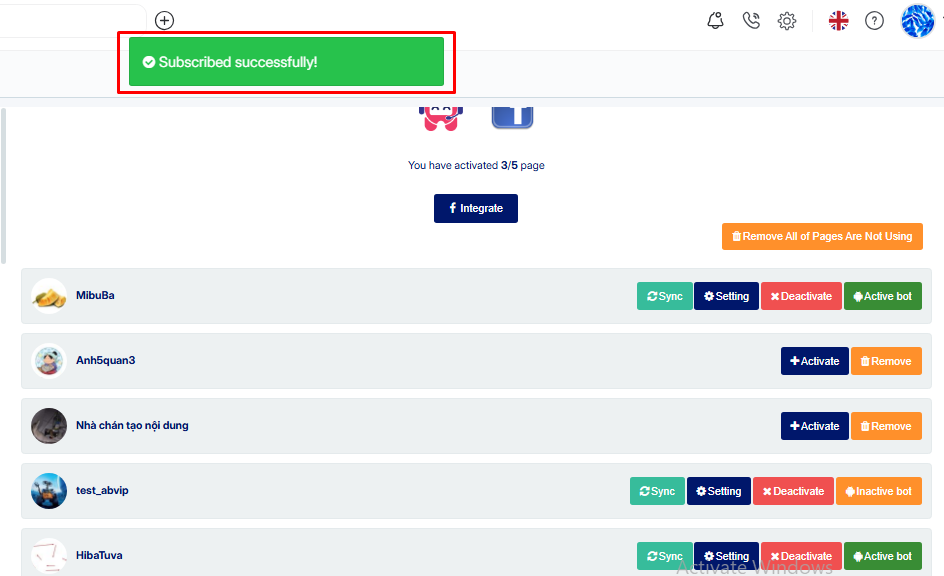 Subscribed successfully!
You have activated 3/5 page
Integrate
Remove All of Pages Are Not Using
MibuBa Sync Setting Deactivate Active bot
Anh5quan3 Activate Remove
Nhà chán tạo nội dung Activate Remove
test_abvip Sync Setting Deactivate Inactive bot
HibaTuva Sync Setting Deactivate Active bot
Activate Windows